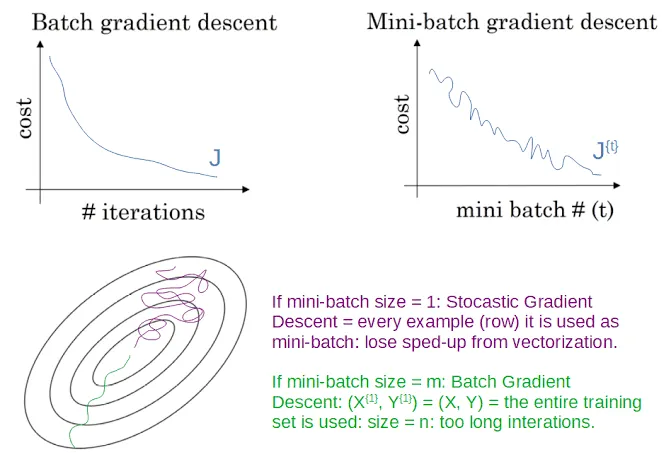 Batch gradient descent
Mini-batch gradient descent
cost
J
# iterations
cost
J{t}
mini batch # (t)
If mini-batch size = 1: Stocastic Gradient
Descent = every example (row) it is used as
mini-batch: lose sped-up from vectorization.
If mini-batch size = m: Batch Gradient
Descent: (X{1}, Y{1}) = (X, Y) = the entire training
set is used: size = n: too long interations.